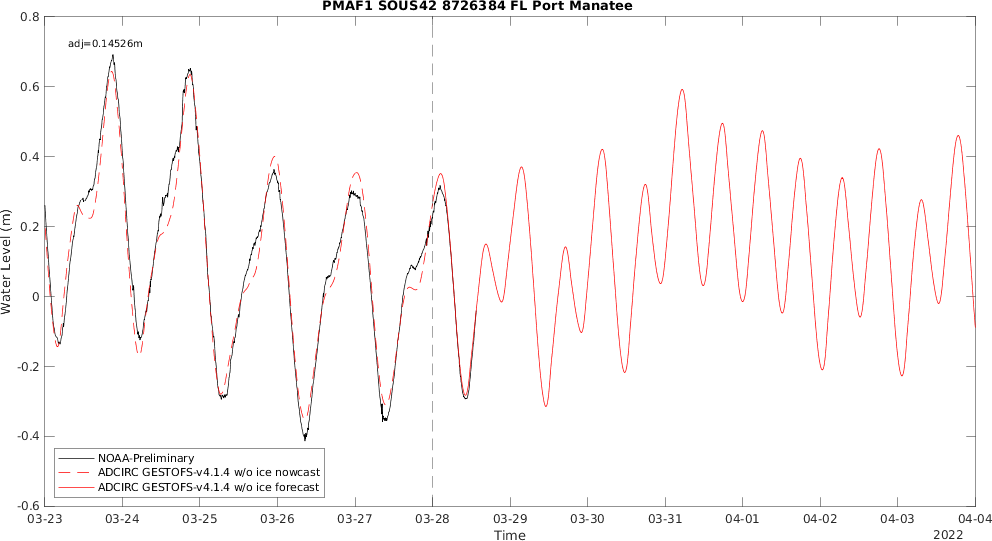 PMAF1 SOUS42 8726384 FL Port Manatee
adj=0.14526m
0.8
0.6
0.4
0.2
0
-0.2
-0.4
-0.6
Water Level (m)
NOAA-Preliminary
ADCIRC GESTOFS-v4.1.4 w/o ice nowcast
ADCIRC GESTOFS-v4.1.4 w/o ice forecast
03-23 03-24 03-25 03-26 03-27 03-28 03-29 03-30 03-31 04-01 04-02 04-03 04-04
Time
2022